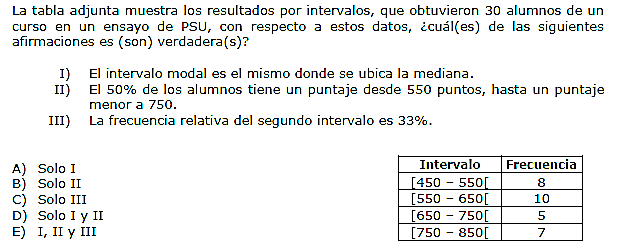 La tabla adjunta muestra los resultados por intervalos, que obtuvieron 30 alumnos de un
curso en un ensayo de PSU, con respecto a estos datos, ¿cuál(es) de las siguientes
afirmaciones es (son) verdadera(s)?
I) El intervalo modal es el mismo donde se ubica la mediana.
II) El 50% de los alumnos tiene un puntaje desde 550 puntos, hasta un puntaje
menor a 750.
III) La frecuencia relativa del segundo intervalo es 33%.
A) Solo I
B) Solo II
C) Solo III
D) Solo I y II
E) I, II y III
Intervalo Frecuencia
[450 – 550[ 8
[550 – 650[ 10
[650 – 750[ 5
[750 – 850[ 7